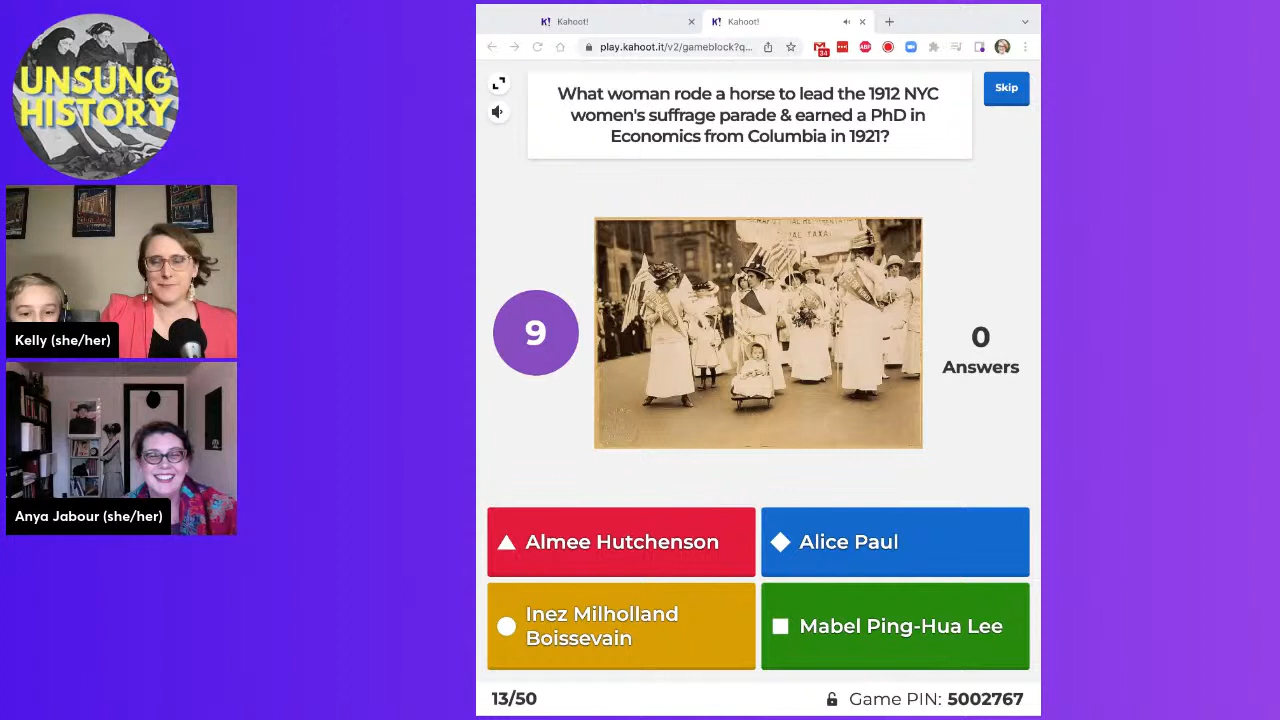 UNSUNG
HISTORY
Kelly (she/her)
Anya Jabour (she/her)
Kahoot!
Kahoot!
play.kahoot.it/v2/gameblock?q...
34
ABP
What woman rode a horse to lead the 1912 NYC
women's suffrage parade & earned a PhD in
Economics from Columbia in 1921?
Skip
9
0
Answers
Almee Hutchenson
Alice Paul
Inez Milholland
Boissevain
Mabel Ping-Hua Lee
13/50
Game PIN: 5002767